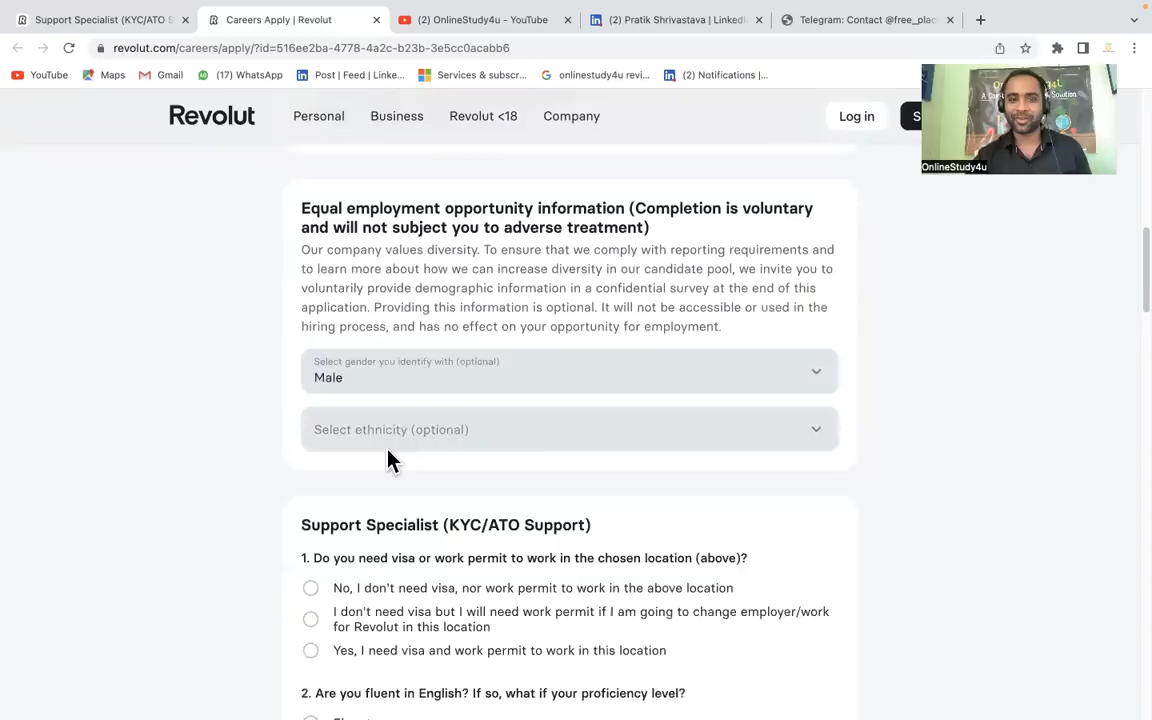 Support Specialist (KYC/ATO S
Careers Apply | Revolut
(2) OnlineStudy4u - YouTube
(2) Pratik Shrivastava | Linked
Telegram: Contact @free_plac
revolut.com/careers/apply/?id=516ee2ba-4778-4a2c-b23b-3e5cc0acabb6
YouTube
Maps
Gmail
(17) WhatsApp
Post | Feed | Linke...
Services & subscr...
onlinestudy4u revi...
(2) Notifications |...
Revolut
Personal
Business
Revolut <18
Company
Log in
S
OnlineStudy4u
Equal employment opportunity information (Completion is voluntary
and will not subject you to adverse treatment)
Our company values diversity. To ensure that we comply with reporting requirements and
to learn more about how we can increase diversity in our candidate pool, we invite you to
voluntarily provide demographic information in a confidential survey at the end of this
application. Providing this information is optional. It will not be accessible or used in the
hiring process, and has no effect on your opportunity for employment.
Select gender you identify with (optional)
Male
Select ethnicity (optional)
Support Specialist (KYC/ATO Support)
1. Do you need visa or work permit to work in the chosen location (above)?
No, I don't need visa, nor work permit to work in the above location
I don't need visa but I will need work permit if I am going to change employer/work
for Revolut in this location
Yes, I need visa and work permit to work in this location
2. Are you fluent in English? If so, what if your proficiency level?